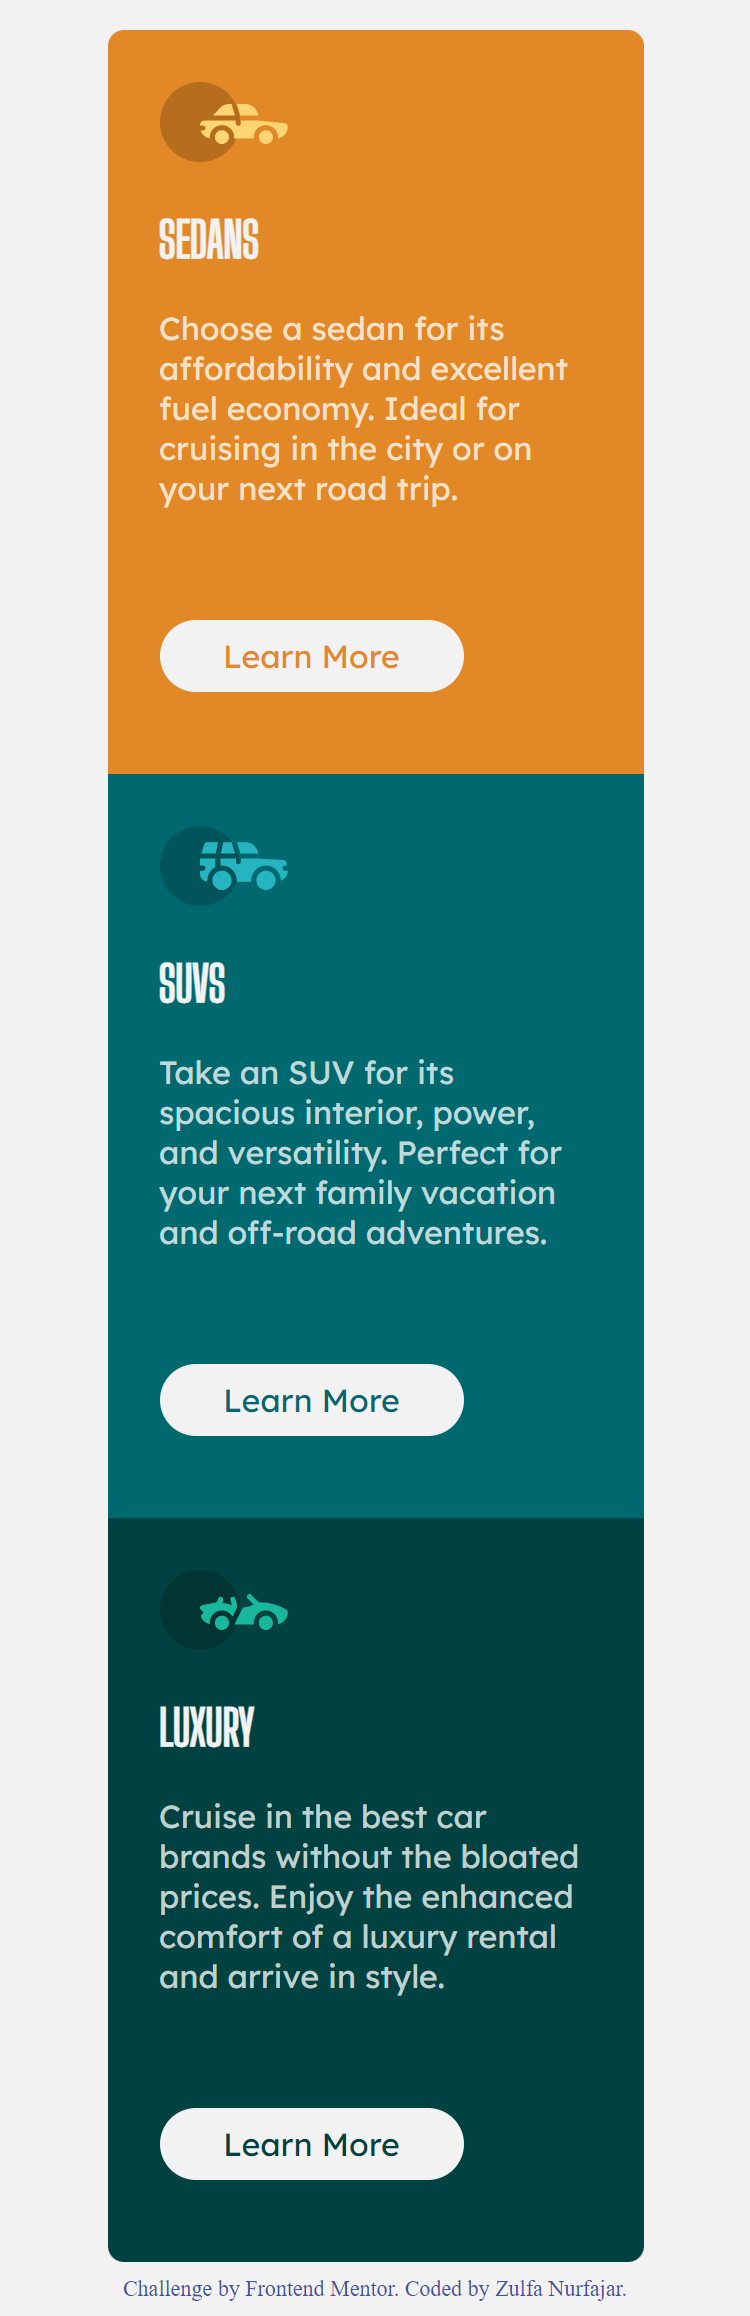 SEDANS
Choose a sedan for its
affordability and excellent
fuel economy. Ideal for
cruising in the city or on
your next road trip.
Learn More
SUVS
Take an SUV for its
spacious interior, power,
and versatility. Perfect for
your next family vacation
and off-road adventures.
Learn More
LUXURY
Cruise in the best car
brands without the bloated
prices. Enjoy the enhanced
comfort of a luxury rental
and arrive in style.
Learn More
Challenge by Frontend Mentor. Coded by Zulfa Nurfajar.